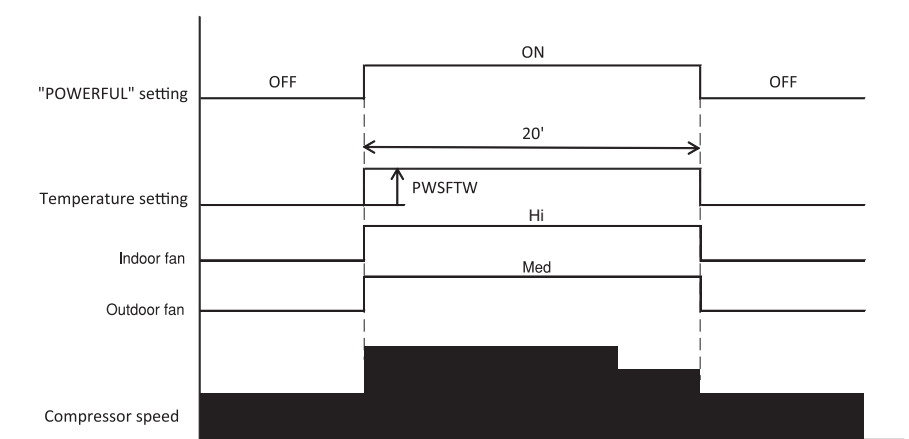 ON
OFF
OFF
"POWERFUL" setting
20'
PWSFTW
Temperature setting
Hi
Indoor fan
Med
Outdoor fan
Compressor speed